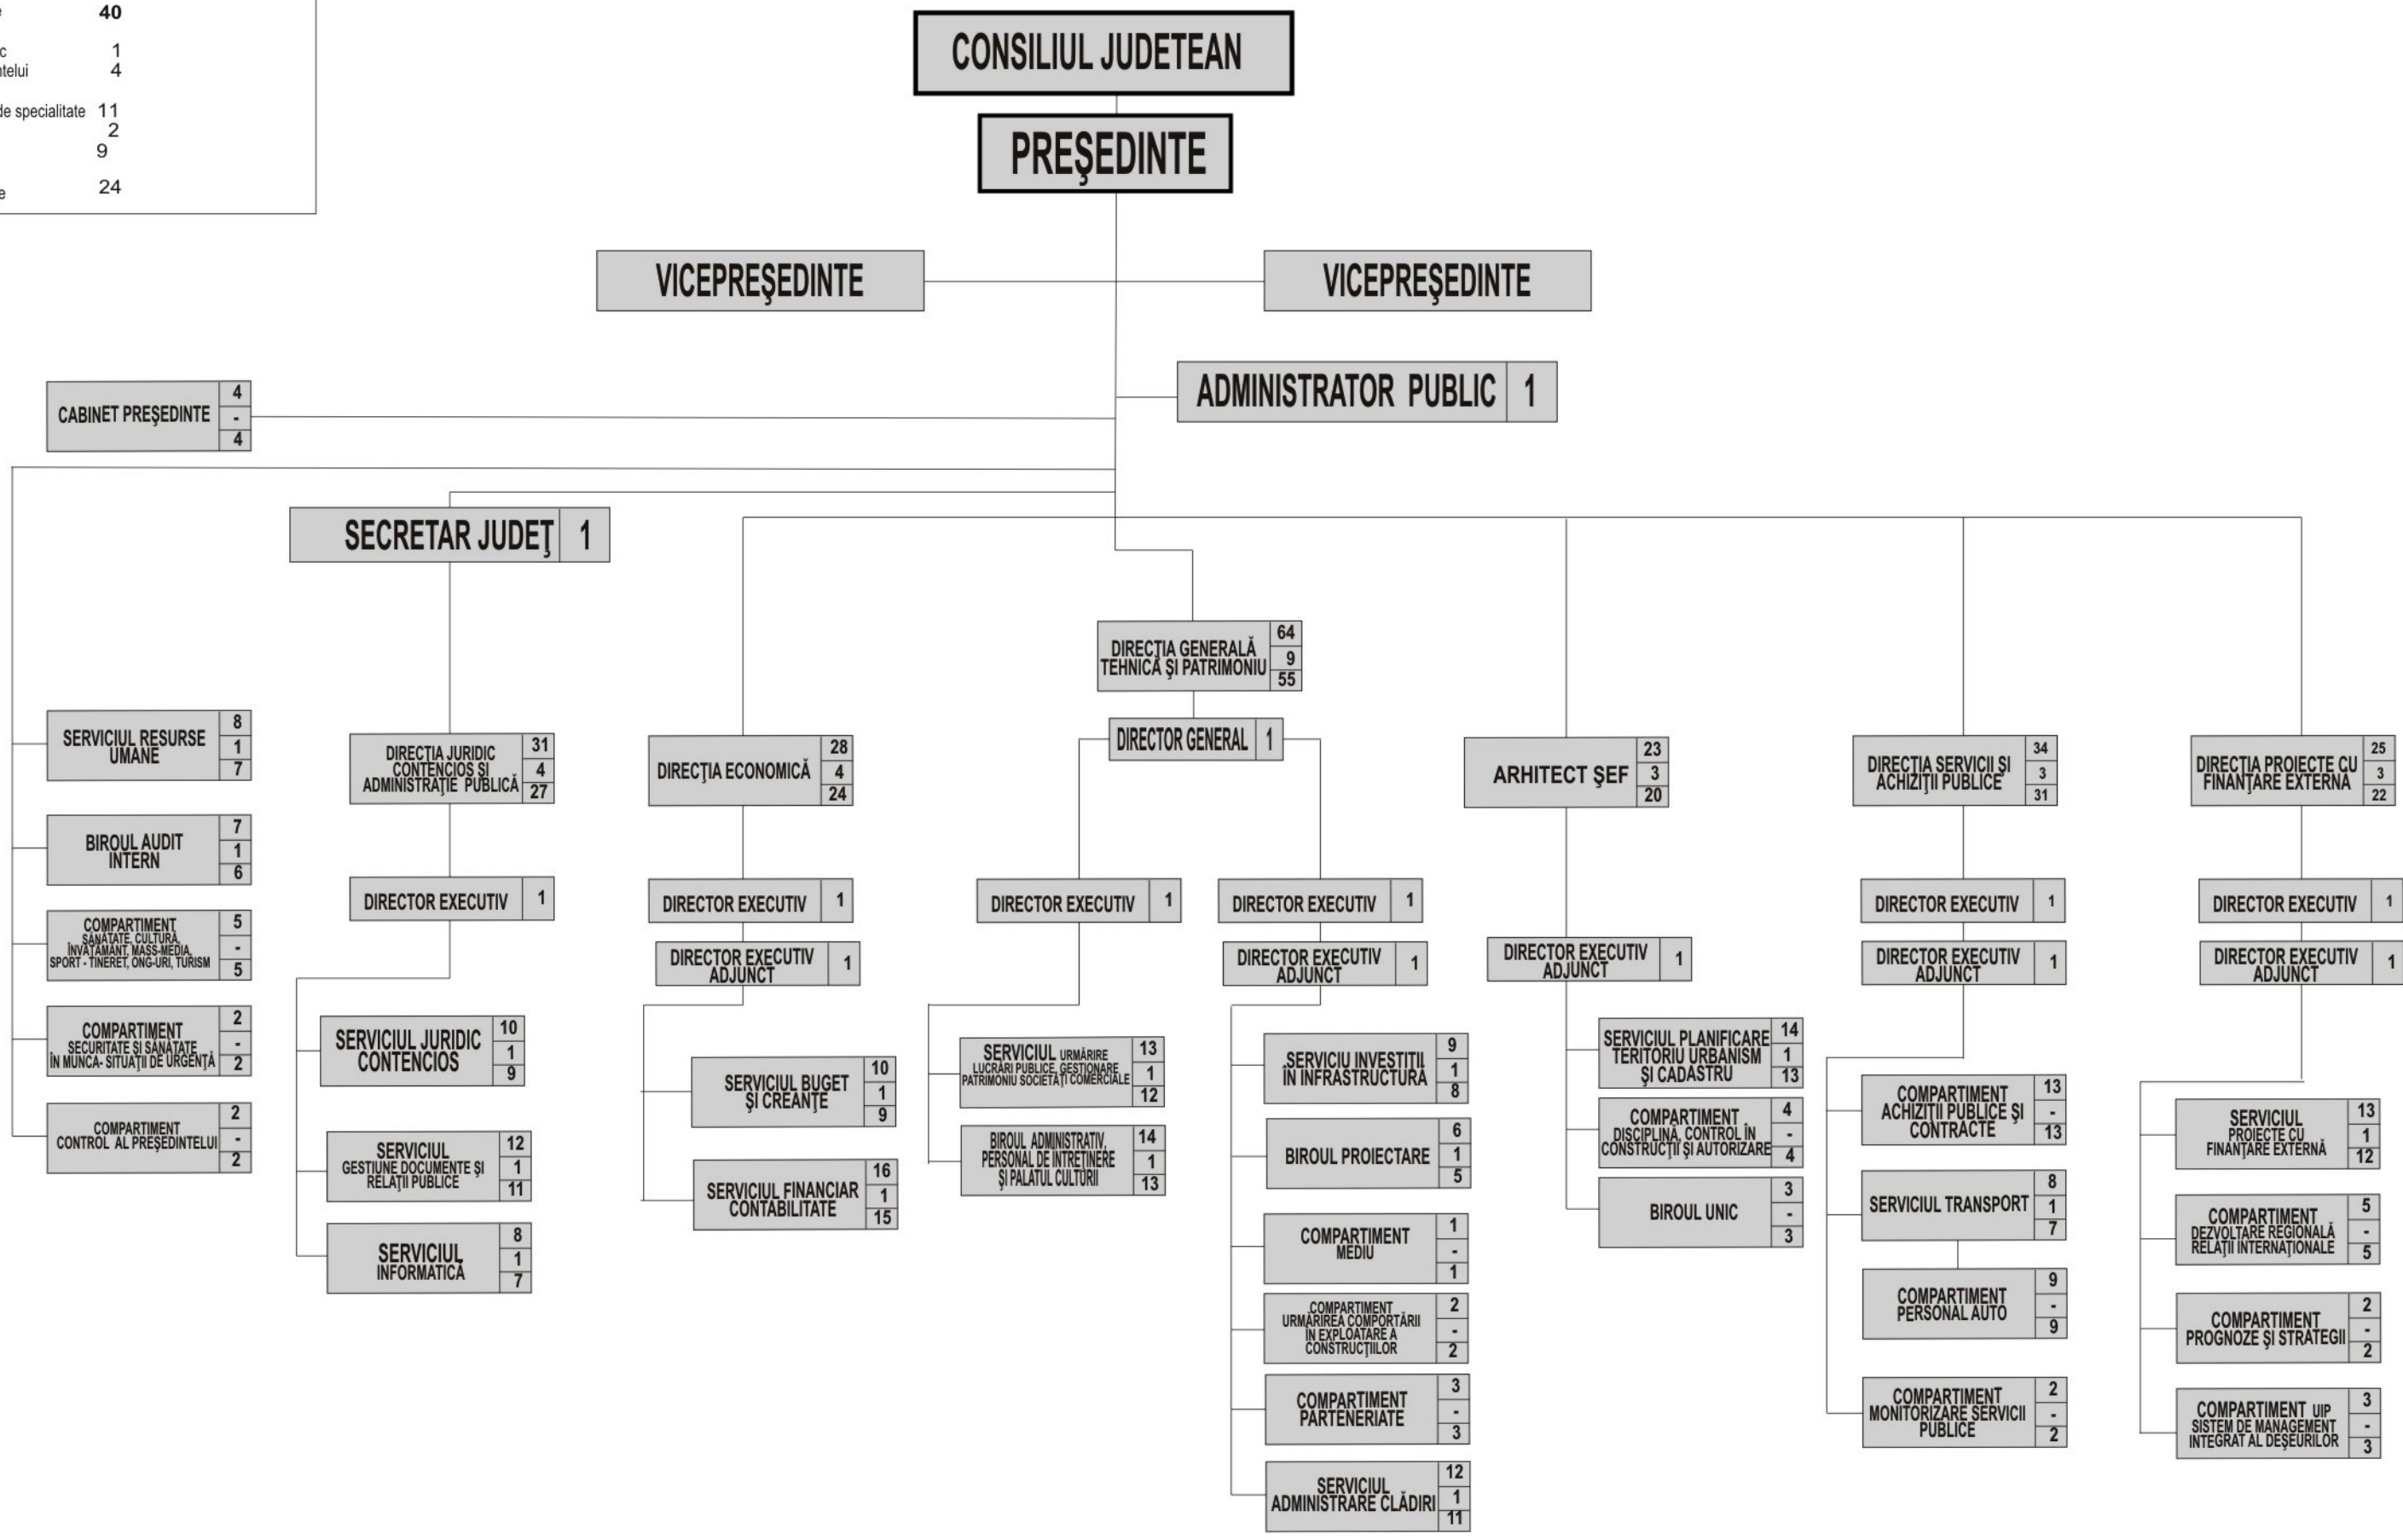 40
1
4
de specialitate 11
2
9
24
CONSILIUL JUDETEAN
PREŞEDINTE
VICEPREŞEDINTE
VICEPREŞEDINTE
ADMINISTRATOR PUBLIC 1
CABINET PREŞEDINTE
4
-
4
SECRETAR JUDEŢ 1
SERVICIUL RESURSE
UMANE
8
1
7
BIROUL AUDIT
INTERN
7
1
6
COMPARTIMENT
SĂNĂTATE, CULTURĂ,
ÎNVĂŢĂMÂNT, MASS-MEDIA,
SPORT - TINERET, ONG-URI, TURISM
5
-
5
COMPARTIMENT
SECURITATE ŞI SĂNĂTATE
ÎN MUNCA- SITUAŢII DE URGENŢĂ
2
-
2
COMPARTIMENT
CONTROL AL PREŞEDINTELUI
2
-
2
DIRECŢIA JURIDIC
CONTENCIOS ŞI
ADMINISTRAŢIE PUBLICĂ
31
4
27
DIRECTOR EXECUTIV 1
SERVICIUL JURIDIC
CONTENCIOS
10
1
9
SERVICIUL
GESTIUNE DOCUMENTE ŞI
RELAŢII PUBLICE
12
1
11
SERVICIUL
INFORMATICĂ
8
1
7
DIRECŢIA ECONOMICĂ
28
4
24
DIRECTOR EXECUTIV 1
DIRECTOR EXECUTIV
ADJUNCT
1
SERVICIUL BUGET
ŞI CREANŢE
10
1
9
SERVICIUL FINANCIAR
CONTABILITATE
16
1
15
DIRECŢIA GENERALĂ
TEHNICĂ ŞI PATRIMONIU
64
9
55
DIRECTOR GENERAL 1
DIRECTOR EXECUTIV 1
SERVICIUL URMĂRIRE
LUCRĂRI PUBLICE, GESTIONARE
PATRIMONIU SOCIETĂŢI COMERCIALE
13
1
12
BIROUL ADMINISTRATIV,
PERSONAL DE INTREŢINERE
ŞI PALATUL CULTURII
14
1
13
DIRECTOR EXECUTIV 1
DIRECTOR EXECUTIV
ADJUNCT
1
SERVICIU INVESTIŢII
ÎN INFRASTRUCTURĂ
9
1
8
BIROUL PROIECTARE
6
1
5
COMPARTIMENT
MEDIU
1
-
1
COMPARTIMENT
URMĂRIREA COMPORTĂRII
IN EXPLOATARE A
CONSTRUCŢIILOR
2
-
2
COMPARTIMENT
PARTENERIATE
3
-
3
SERVICIUL
ADMINISTRARE CLĂDIRI
12
1
11
ARHITECT ŞEF
23
3
20
DIRECTOR EXECUTIV
ADJUNCT
1
SERVICIUL PLANIFICARE
TERITORIU URBANISM
ŞI CADASTRU
14
1
13
COMPARTIMENT
DISCIPLINĂ, CONTROL ÎN
CONSTRUCŢII ŞI AUTORIZARE
4
-
4
BIROUL UNIC
3
-
3
DIRECŢIA SERVICII ŞI
ACHIZIŢII PUBLICE
34
3
31
DIRECTOR EXECUTIV 1
DIRECTOR EXECUTIV
ADJUNCT
1
COMPARTIMENT
ACHIZIŢII PUBLICE ŞI
CONTRACTE
13
-
13
SERVICIUL TRANSPORT
8
1
7
COMPARTIMENT
PERSONAL AUTO
9
-
9
COMPARTIMENT
MONITORIZARE SERVICII
PUBLICE
2
-
2
DIRECŢIA PROIECTE CU
FINANŢARE EXTERNĂ
25
3
22
DIRECTOR EXECUTIV 1
DIRECTOR EXECUTIV
ADJUNCT
1
SERVICIUL
PROIECTE CU
FINANŢARE EXTERNĂ
13
1
12
COMPARTIMENT
DEZVOLTARE REGIONALĂ
RELAŢII INTERNAŢIONALE
5
-
5
COMPARTIMENT
PROGNOZE ŞI STRATEGII
2
-
2
COMPARTIMENT UIP
SISTEM DE MANAGEMENT
INTEGRAT AL DEŞEURILOR
3
-
3